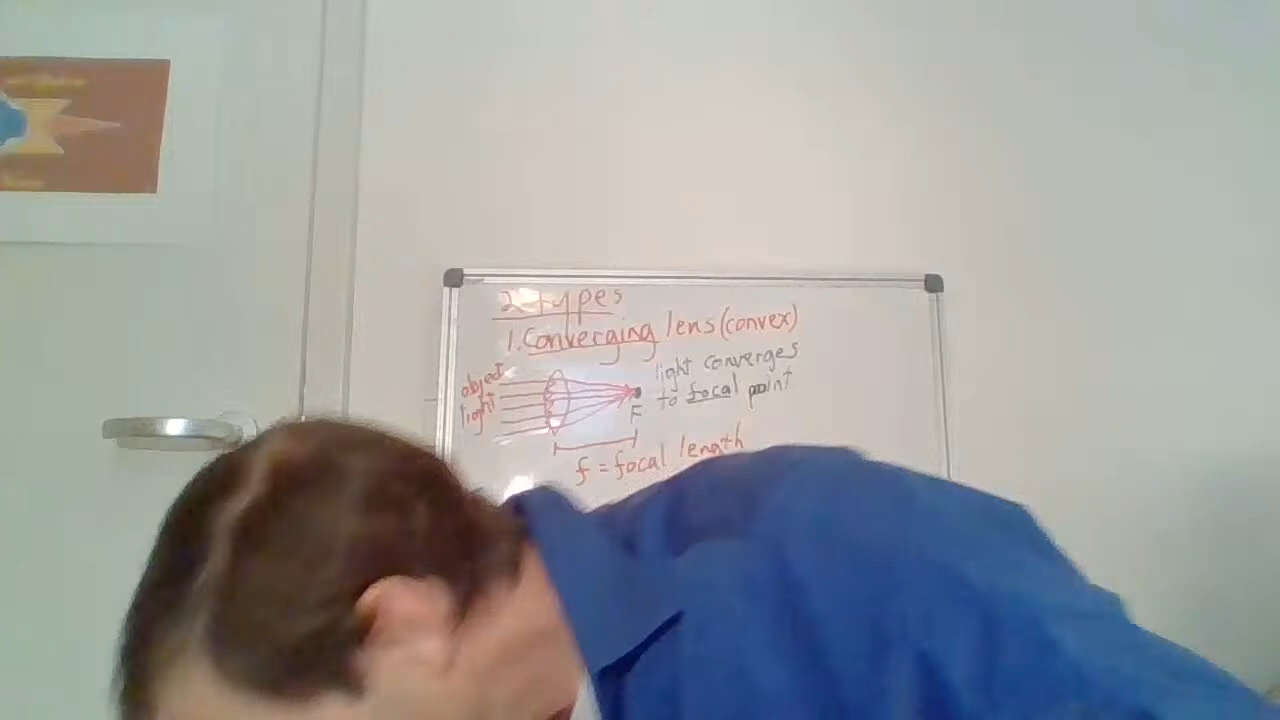 2 types
1. Converging lens (convex)
object light
light converges
to focal point
F
f = focal length